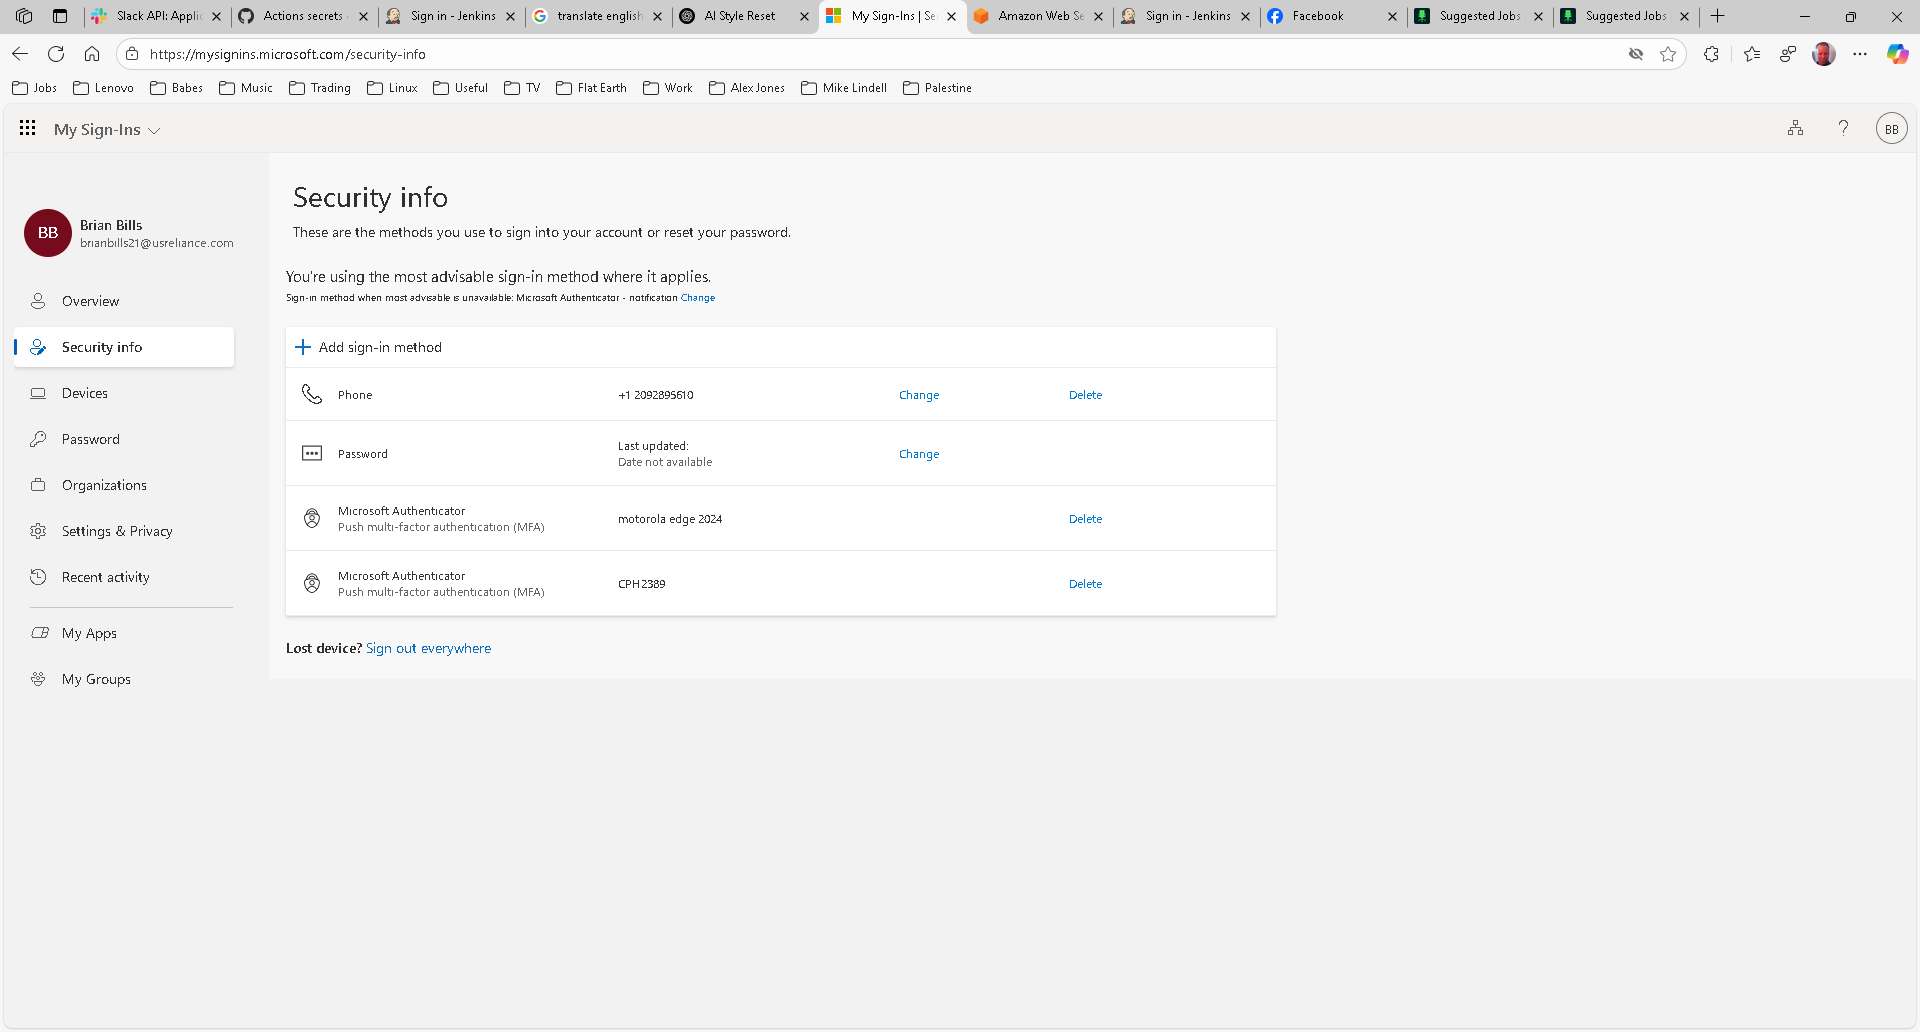 Slack API: Applic
Actions secrets
Sign in - Jenkins
translate english
AI Style Reset
My Sign-Ins | Se
Amazon Web Se
Sign in - Jenkins
Facebook
Suggested Jobs
Suggested Jobs
https://mysignins.microsoft.com/security-info
Jobs
Lenovo
Babes
Music
Trading
Linux
Useful
TV
Flat Earth
Work
Alex Jones
Mike Lindell
Palestine
My Sign-Ins
BB
BB
Brian Bills
brianbills21@usreliance.com
Overview
Security info
Devices
Password
Organizations
Settings & Privacy
Recent activity
My Apps
My Groups
Security info
These are the methods you use to sign into your account or reset your password.
You're using the most advisable sign-in method where it applies.
Sign-in method when most advisable is unavailable: Microsoft Authenticator - notification Change
Add sign-in method
Phone
+1 2092895610
Change
Delete
Password
Last updated:
Date not available
Change
Microsoft Authenticator
Push multi-factor authentication (MFA)
motorola edge 2024
Delete
Microsoft Authenticator
Push multi-factor authentication (MFA)
CPH2389
Delete
Lost device? Sign out everywhere